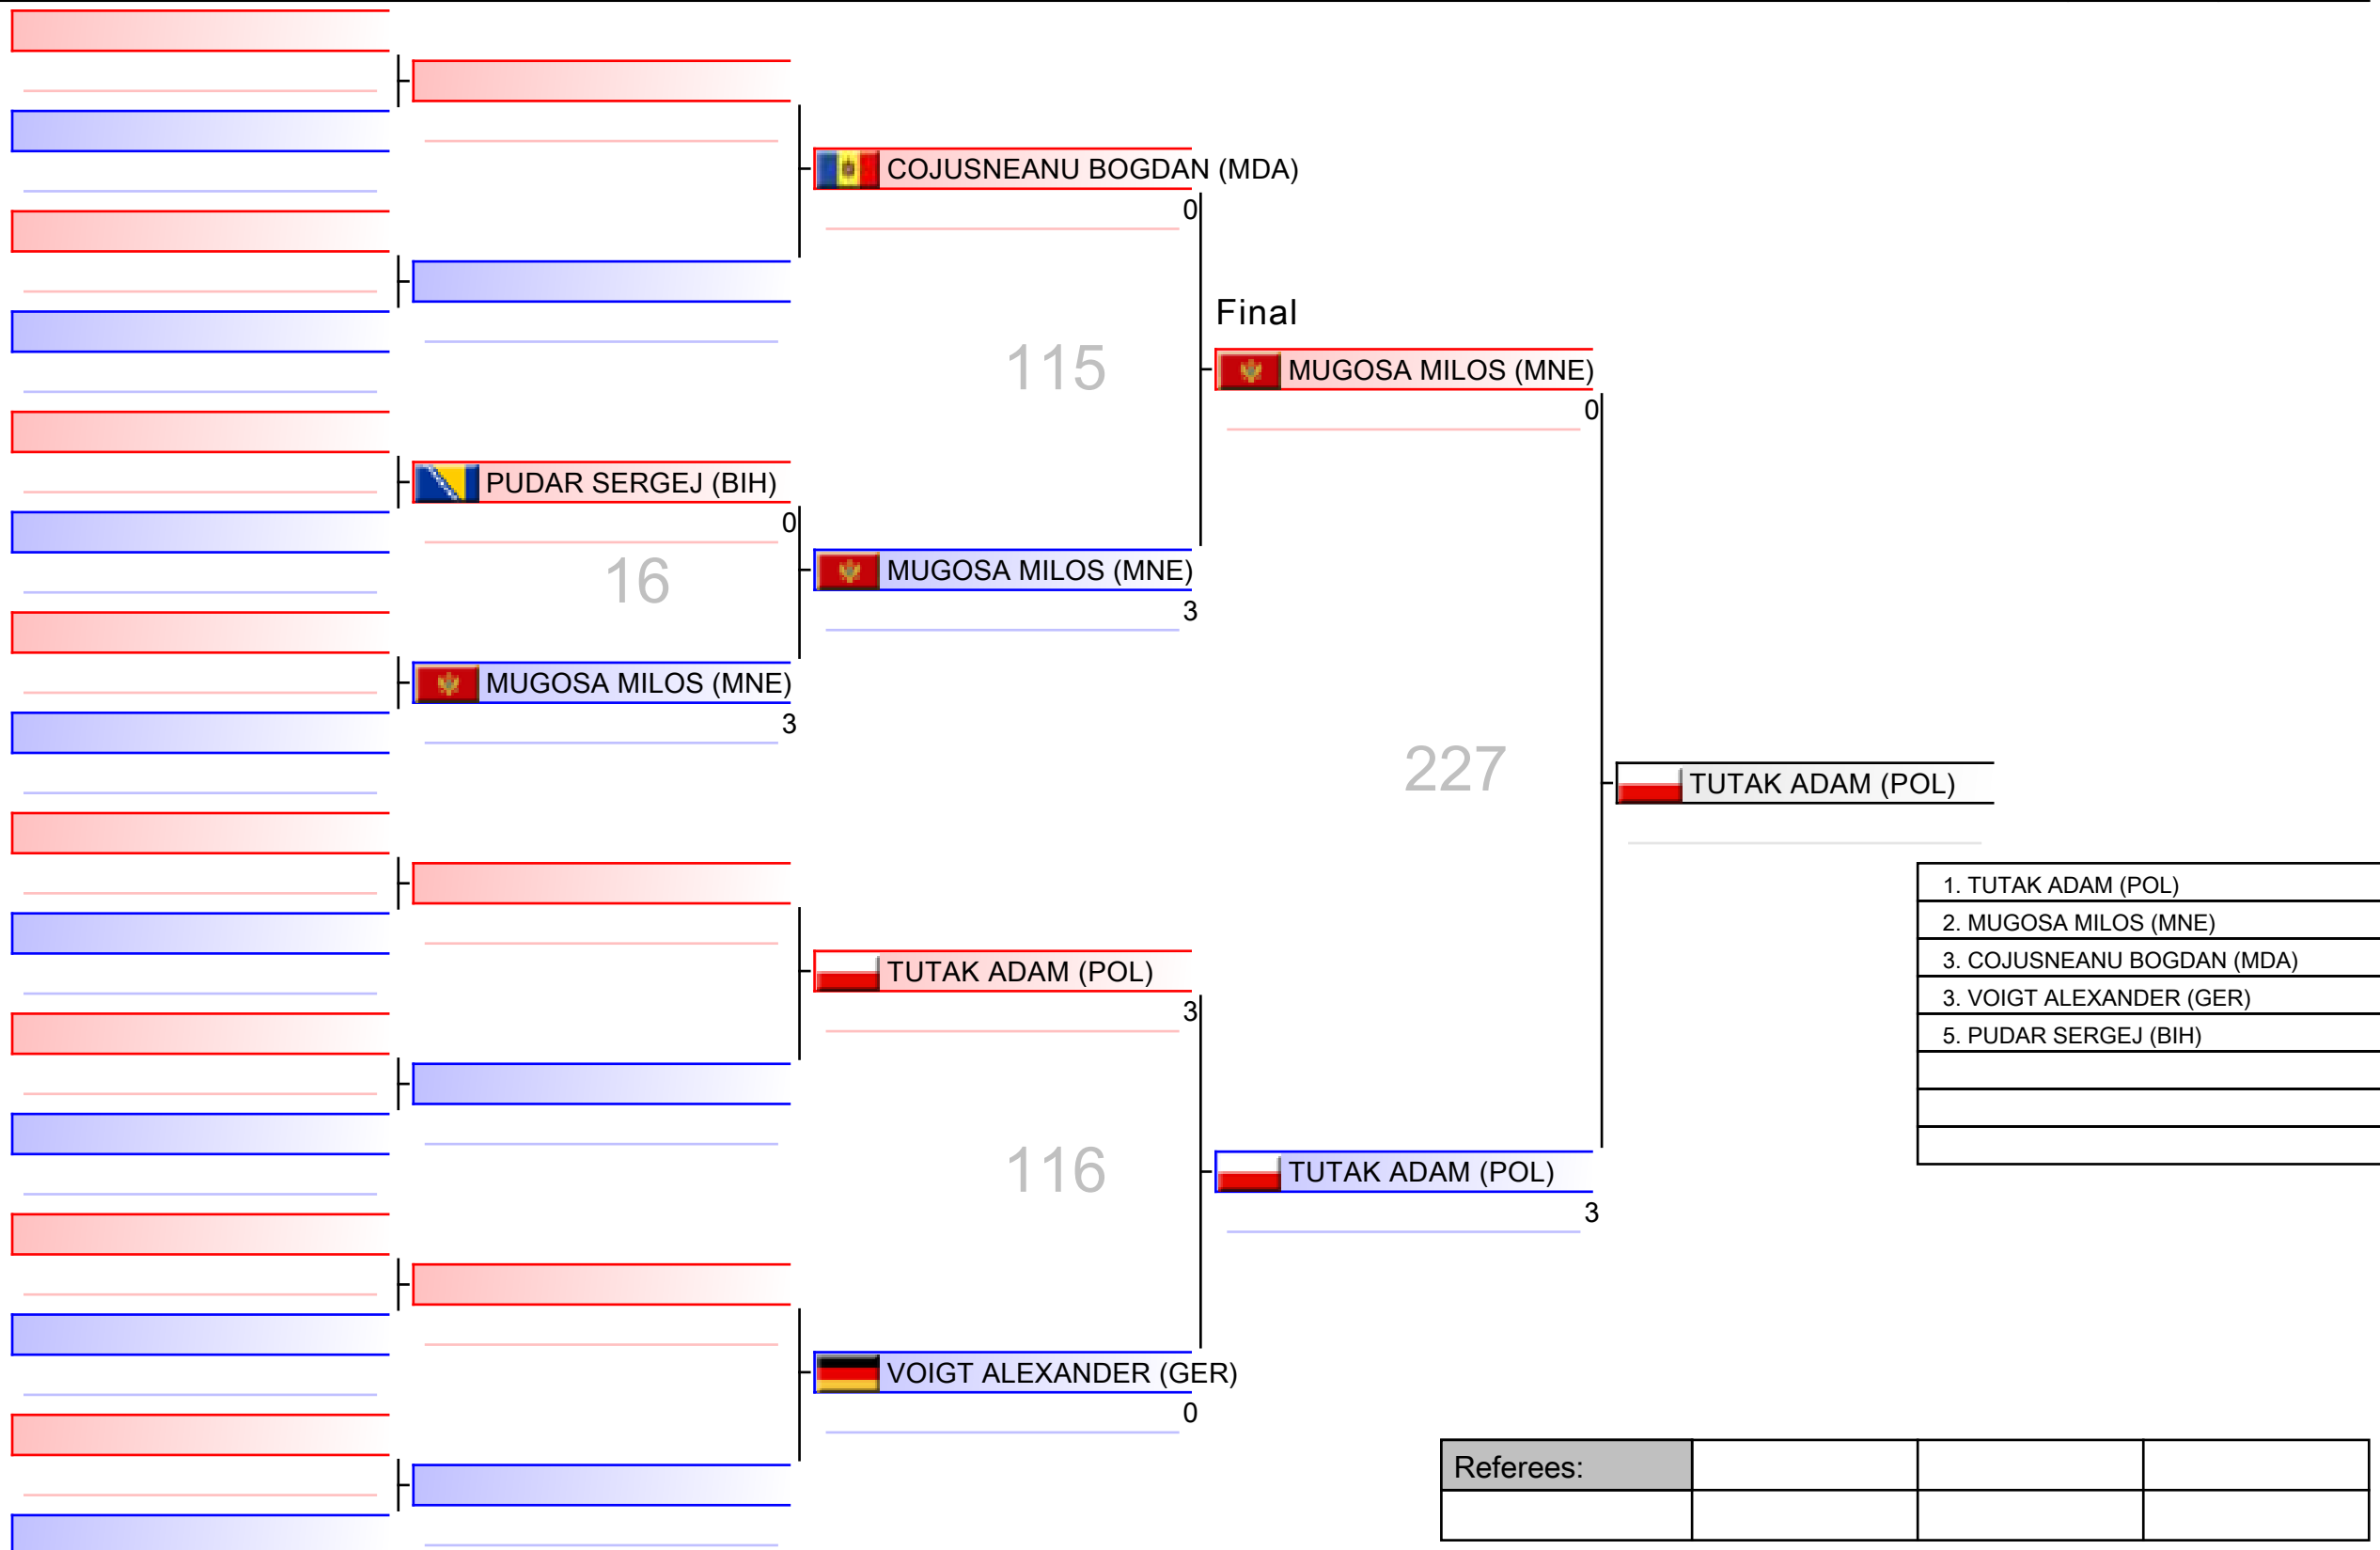 COJUSNEANU BOGDAN (MDA)
0
Final
115
MUGOSA MILOS (MNE)
0
PUDAR SERGEJ (BIH)
0
16
MUGOSA MILOS (MNE)
3
MUGOSA MILOS (MNE)
3
227
TUTAK ADAM (POL)
1. TUTAK ADAM (POL)
2. MUGOSA MILOS (MNE)
3. COJUSNEANU BOGDAN (MDA)
3. VOIGT ALEXANDER (GER)
5. PUDAR SERGEJ (BIH)
TUTAK ADAM (POL)
3
116
TUTAK ADAM (POL)
3
VOIGT ALEXANDER (GER)
0
Referees: